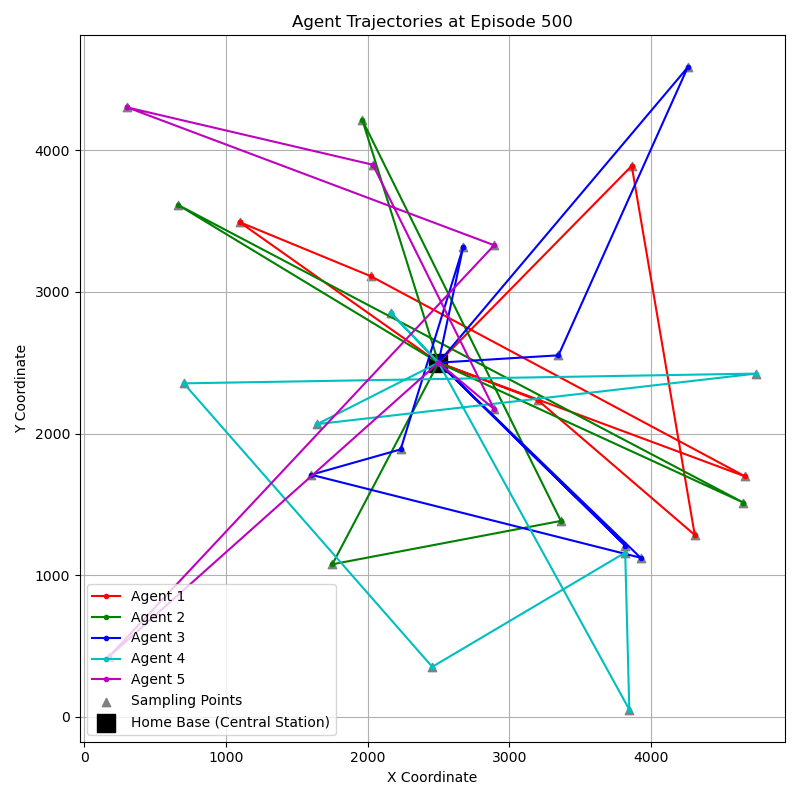 Agent Trajectories at Episode 500
Y Coordinate
4000
3000
2000
1000
0
Agent 1
Agent 2
Agent 3
Agent 4
Agent 5
Sampling Points
Home Base (Central Station)
0 1000 2000 3000 4000
X Coordinate